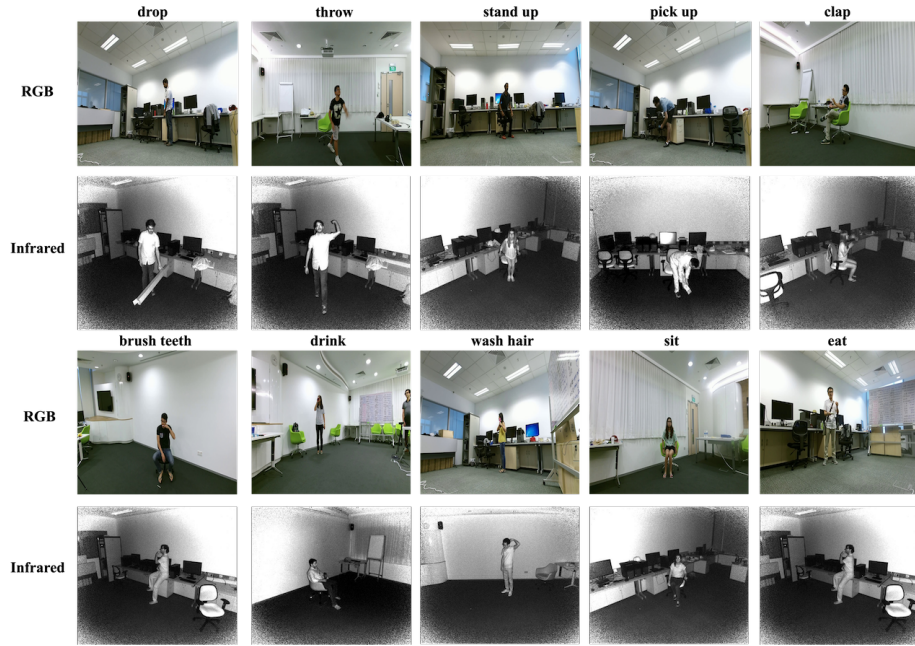 drop throw stand up pick up clap
RGB
Infrared
brush teeth drink wash hair sit eat
RGB
Infrared